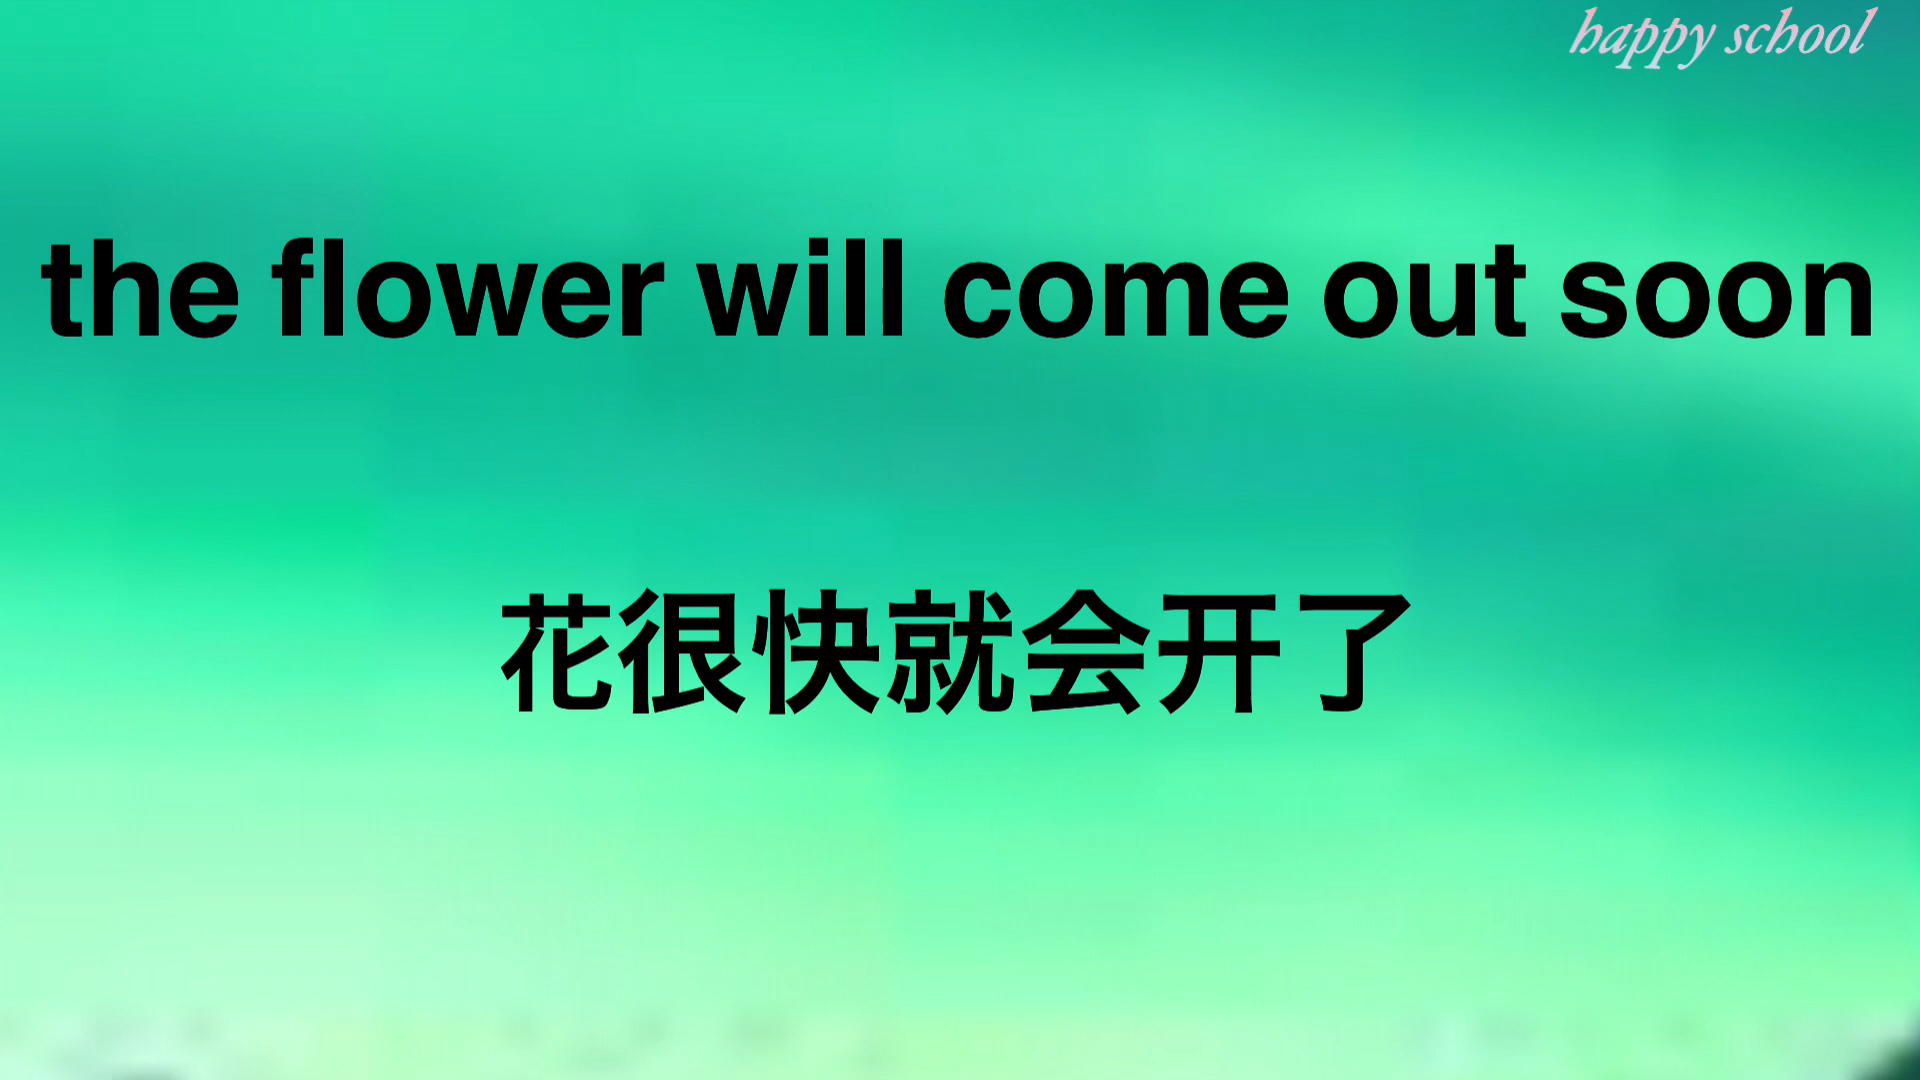 happy school
the flower will come out soon
花很快就会开了